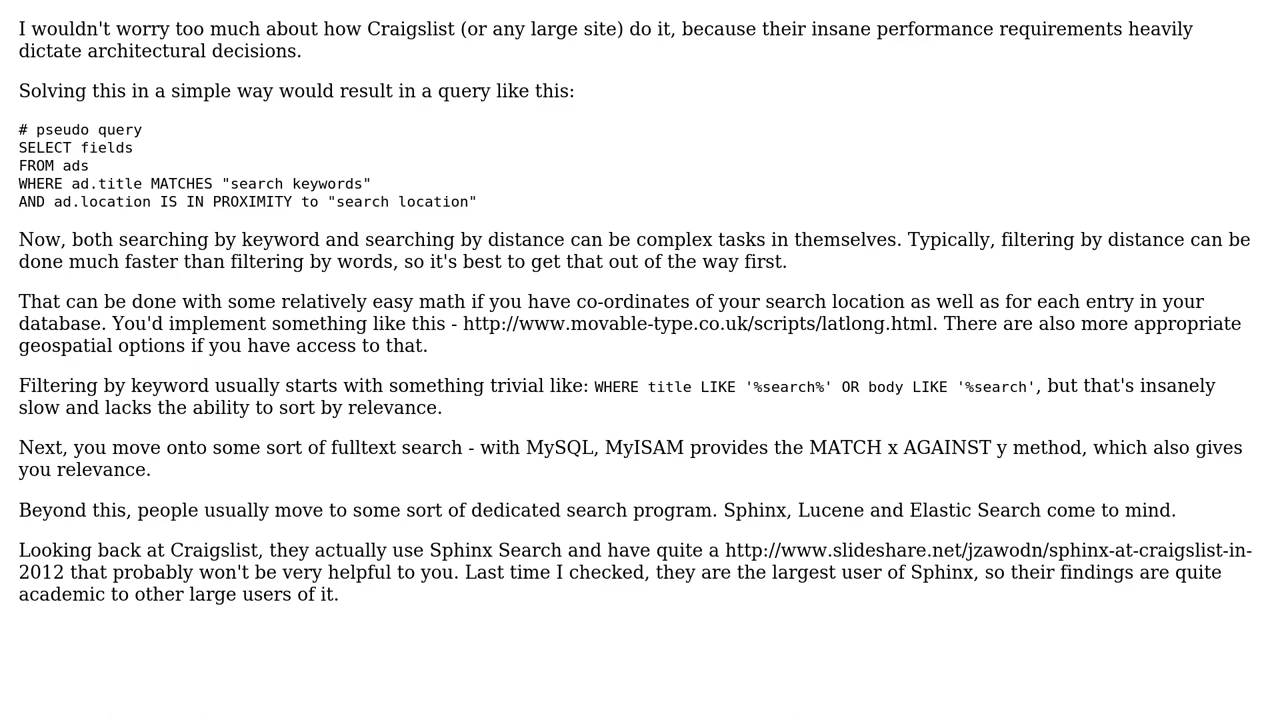 I wouldn't worry too much about how Craigslist (or any large site) do it, because their insane performance requirements heavily
dictate architectural decisions.
Solving this in a simple way would result in a query like this:
# pseudo query
SELECT fields
FROM ads
WHERE ad.title MATCHES "search keywords"
AND ad.location IS IN PROXIMITY to "search location"
Now, both searching by keyword and searching by distance can be complex tasks in themselves. Typically, filtering by distance can be
done much faster than filtering by words, so it's best to get that out of the way first.
That can be done with some relatively easy math if you have co-ordinates of your search location as well as for each entry in your
database. You'd implement something like this - http://www.movable-type.co.uk/scripts/latlong.html. There are also more appropriate
geospatial options if you have access to that.
Filtering by keyword usually starts with something trivial like: WHERE title LIKE '%search%' OR body LIKE '%search', but that's insanely
slow and lacks the ability to sort by relevance.
Next, you move onto some sort of fulltext search - with MySQL, MyISAM provides the MATCH x AGAINST y method, which also gives
you relevance.
Beyond this, people usually move to some sort of dedicated search program. Sphinx, Lucene and Elastic Search come to mind.
Looking back at Craigslist, they actually use Sphinx Search and have quite a http://www.slideshare.net/jzawodn/sphinx-at-craigslist-in-
2012 that probably won't be very helpful to you. Last time I checked, they are the largest user of Sphinx, so their findings are quite
academic to other large users of it.